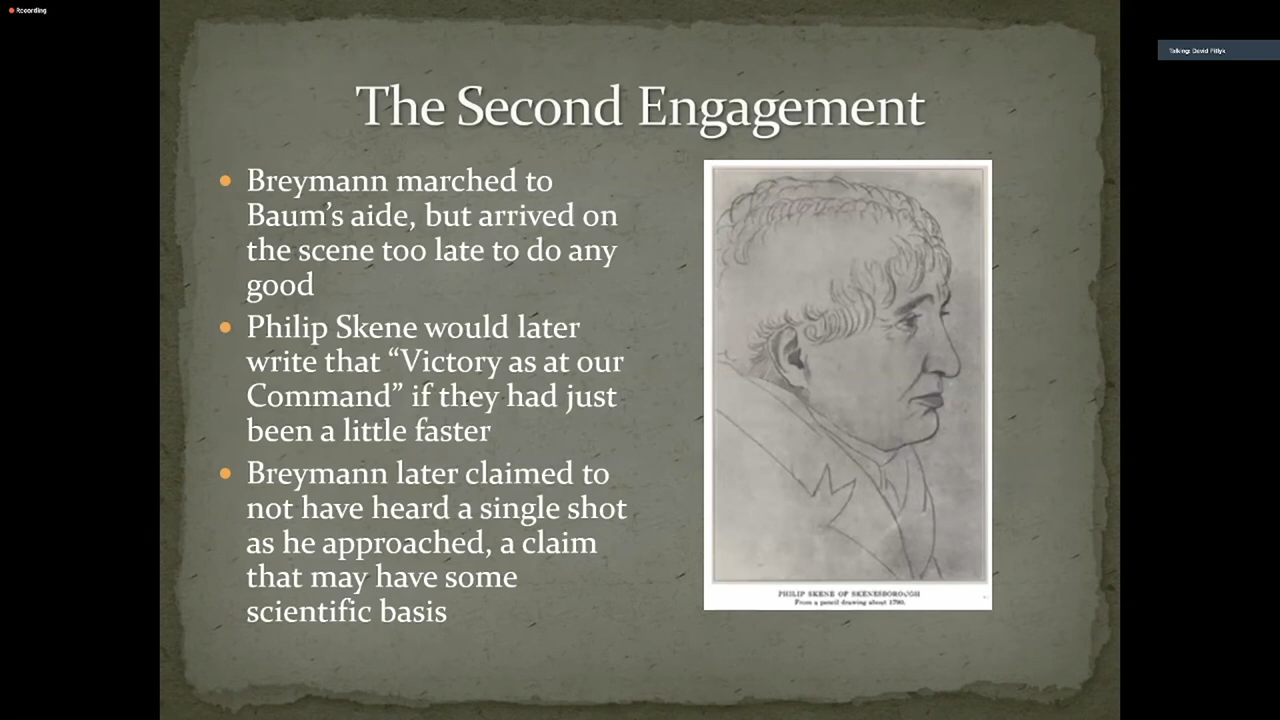 Recording
Talking: David Pitlyk
The Second Engagement
Breymann marched to
Baum's aide, but arrived on
the scene too late to do any
good
Philip Skene would later
write that “Victory as at our
Command” if they had just
been a little faster
Breymann later claimed to
not have heard a single shot
as he approached, a claim
that may have some
scientific basis
PHILIP SKENE OF SKENESBOROUGH
From a pencil drawing about 1780.